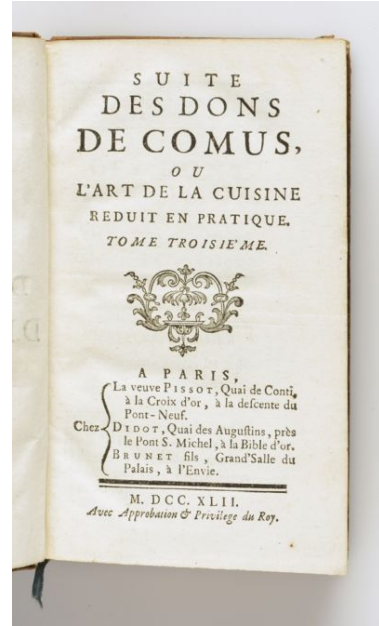 SUITE
DES DONS
DE COMUS,
OU
L'ART DE LA CUISINE
REDUIT EN PRATIQUE.
TOME TROISIE'ME.
A PARIS,
La veuve PISSOT, Quai de Conti,
à la Croix d'or, à la deſcente du
Pont-Neuf.
Chez DIDOT, Quai des Auguſtins, près
le Pont S. Michel, à la Bible d'or.
BRUNET fils, Grand'Salle du
Palais, à l'Envie.
M. DCC. XLII.
Avec Approbation & Privilege du Roy.